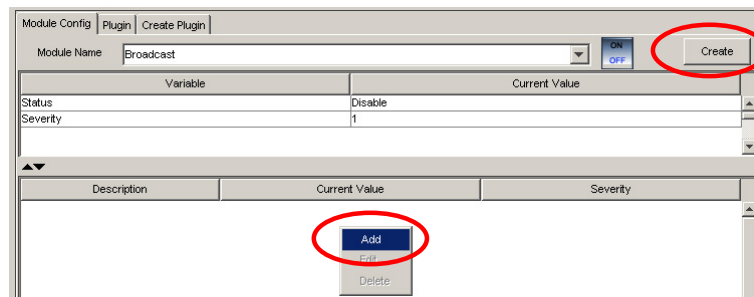 Module Config Plugin Create Plugin
Module Name Broadcast ON OFF Create
Variable Current Value
Status Disable
Severity 1
Description Current Value Severity
Add
Edit
Delete